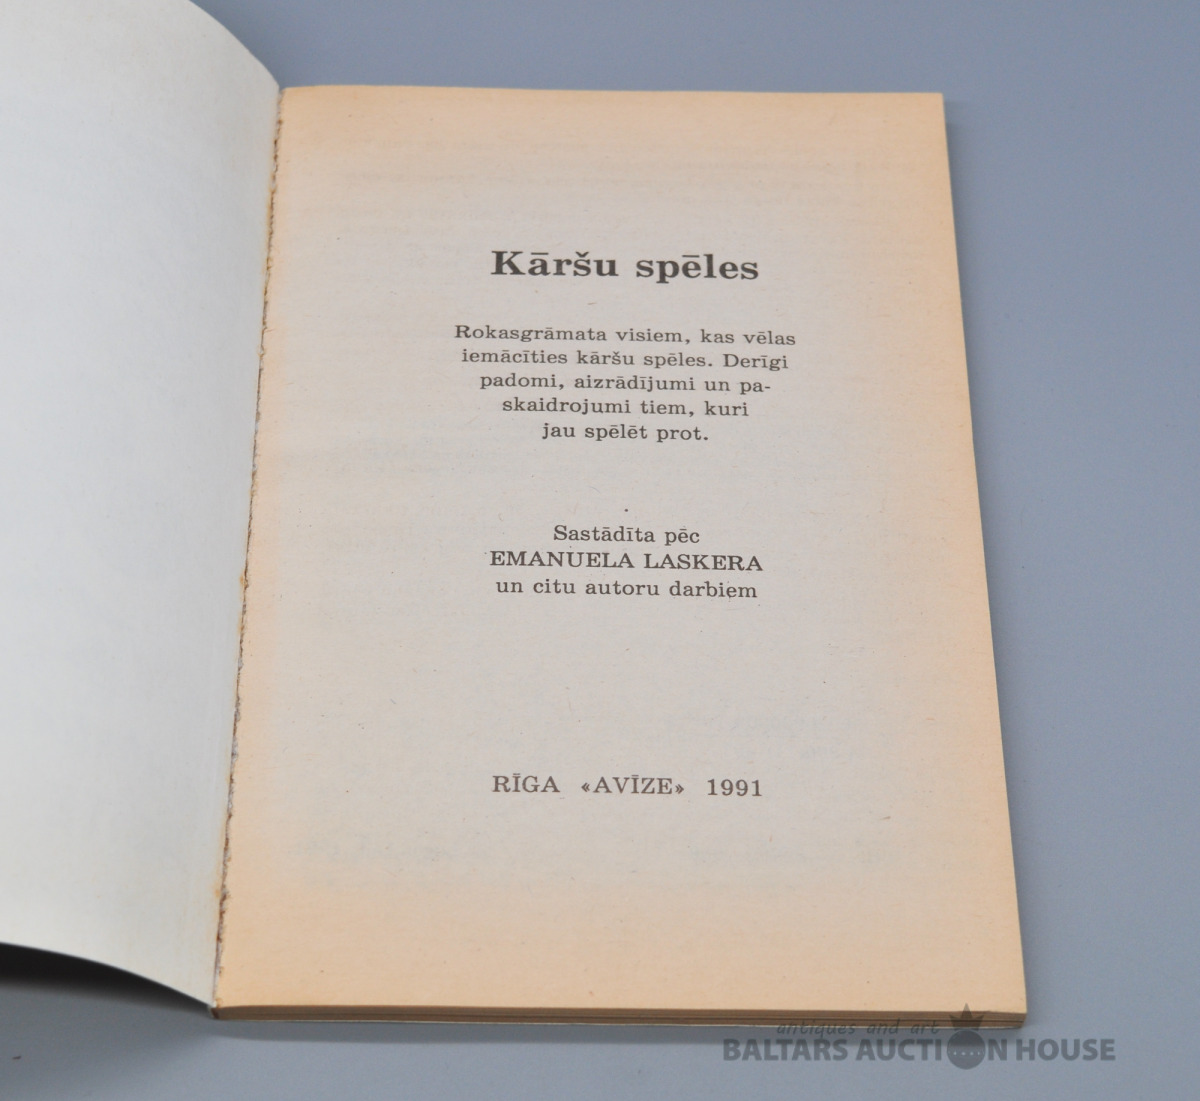 Kāršu spēles
Rokasgrāmata visiem, kas vēlas
iemācīties kāršu spēles. Derīgi
padomi, aizrādījumi un pa-
skaidrojumi tiem, kuri
jau spēlēt prot.
Sastādīta pēc
EMANUELA LASKERA
un citu autoru darbiem
RĪGA «AVĪZE» 1991
antiques and art
BALTARS AUCTION HOUSE